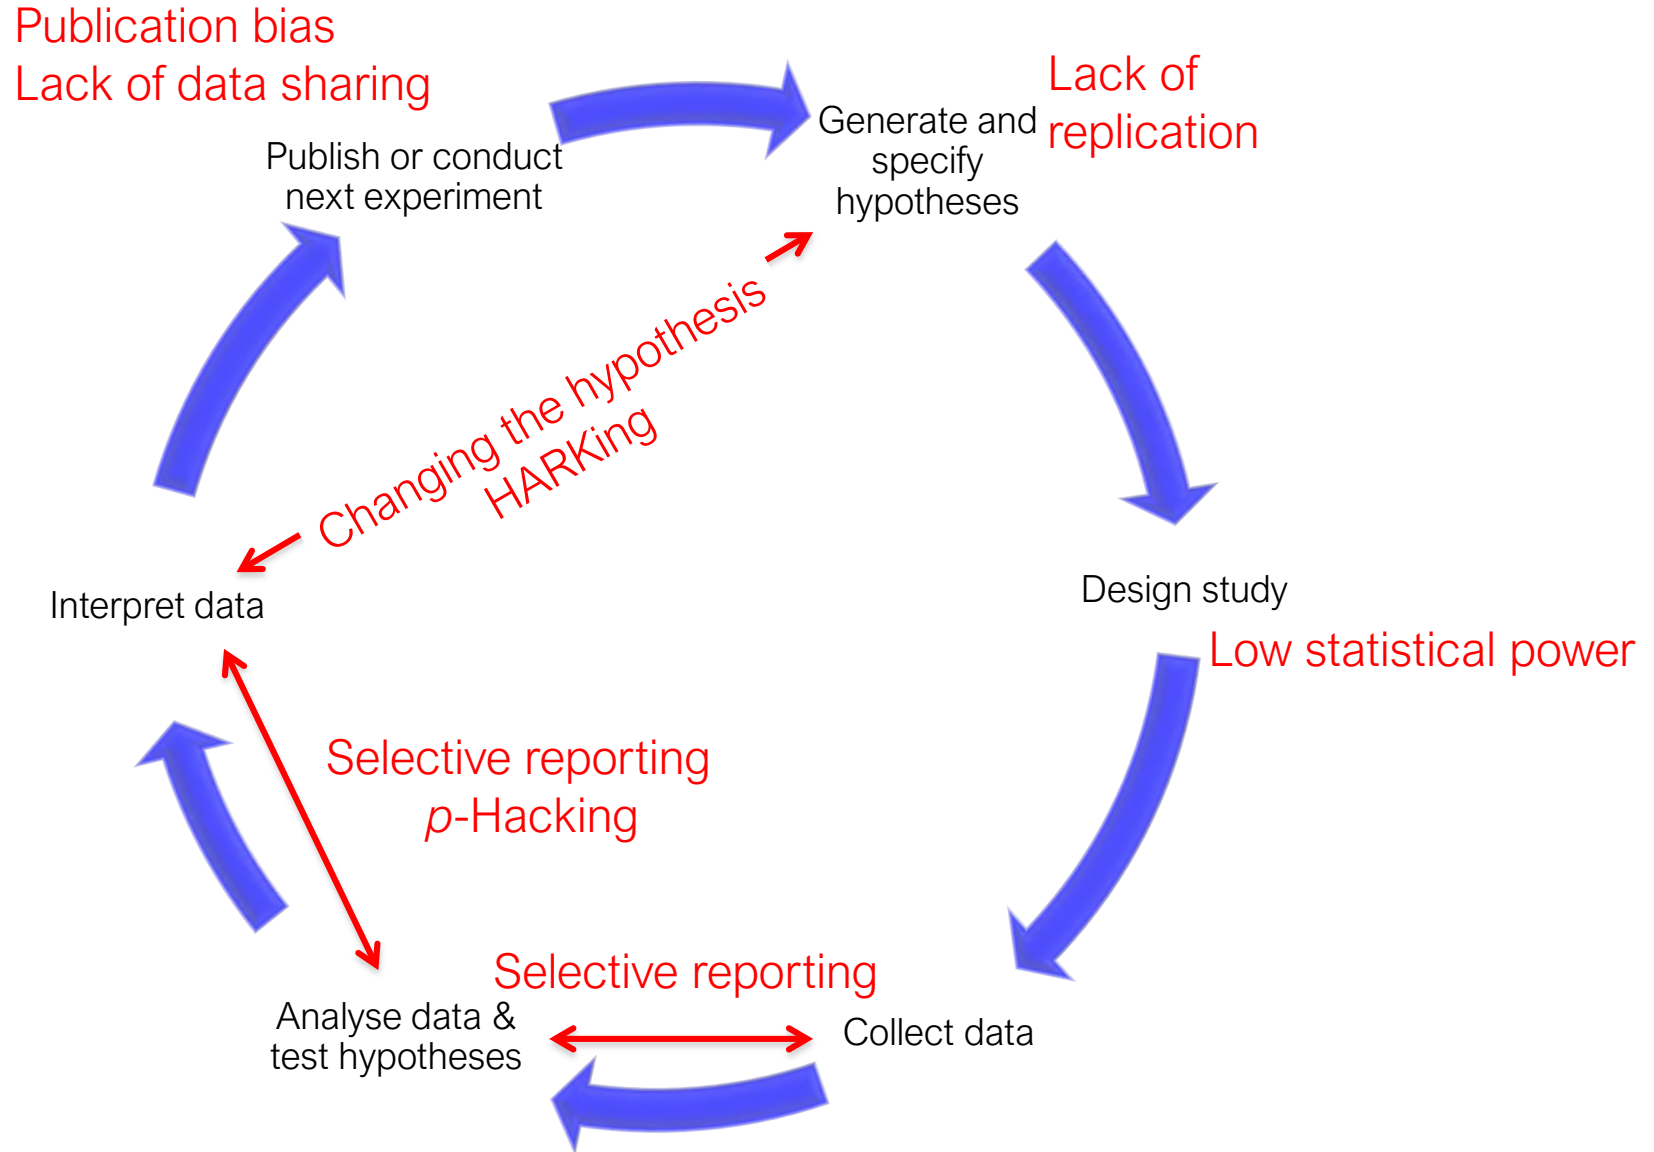 Publication bias
Lack of data sharing
Publish or conduct
next experiment
Generate and
specify
hypotheses
Lack of
replication
Changing the hypothesis
HARKing
Interpret data
Design study
Low statistical power
Selective reporting
p-Hacking
Selective reporting
Analyse data &
test hypotheses
Collect data